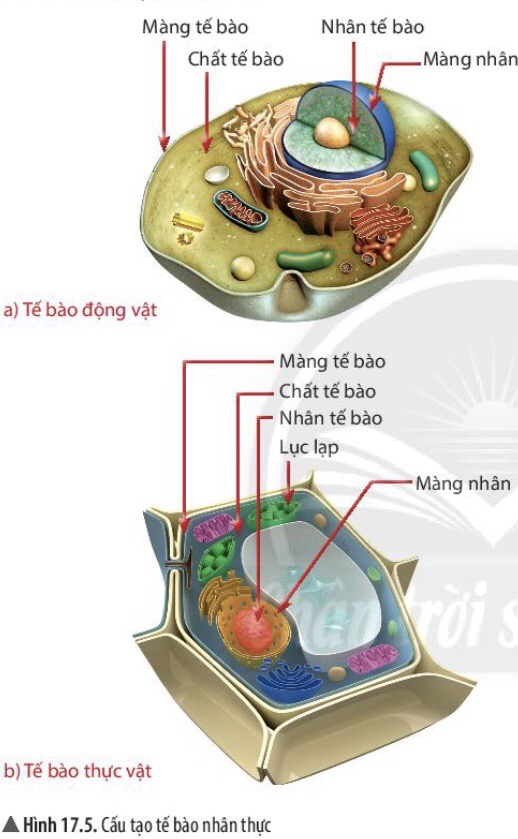 Màng tế bào
Nhân tế bào
Chất tế bào
Màng nhân
a) Tế bào động vật
Màng tế bào
Chất tế bào
Nhân tế bào
Lục lạp
Màng nhân
trời s
b) Tế bào thực vật
▲ Hình 17.5. Cấu tạo tế bào nhân thực